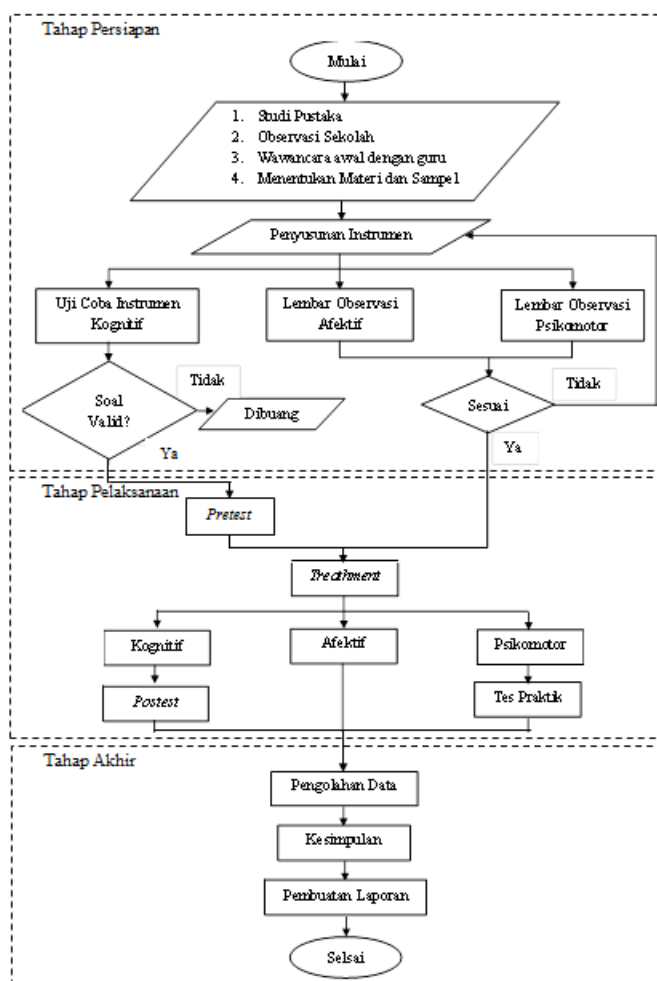 Tahap Persiapan
Mulai
1. Studi Pustaka
2. Observasi Sekolah
3. Wawancara awal dengan guru
4. Menentukan Materi dan Sampel
Penyusunan Instrumen
Uji Coba Instrumen
Kognitif
Lembar Observasi
Afektif
Lembar Observasi
Psikomotor
Soal
Valid?
Tidak
Dibuang
Sesuai
Tidak
Ya
Ya
Tahap Pelaksanaan
Pretest
Treathment
Kognitif
Afektif
Psikomotor
Postest
Tes Praktik
Tahap Akhir
Pengolahan Data
Kesimpulan
Pembuatan Laporan
Selsai